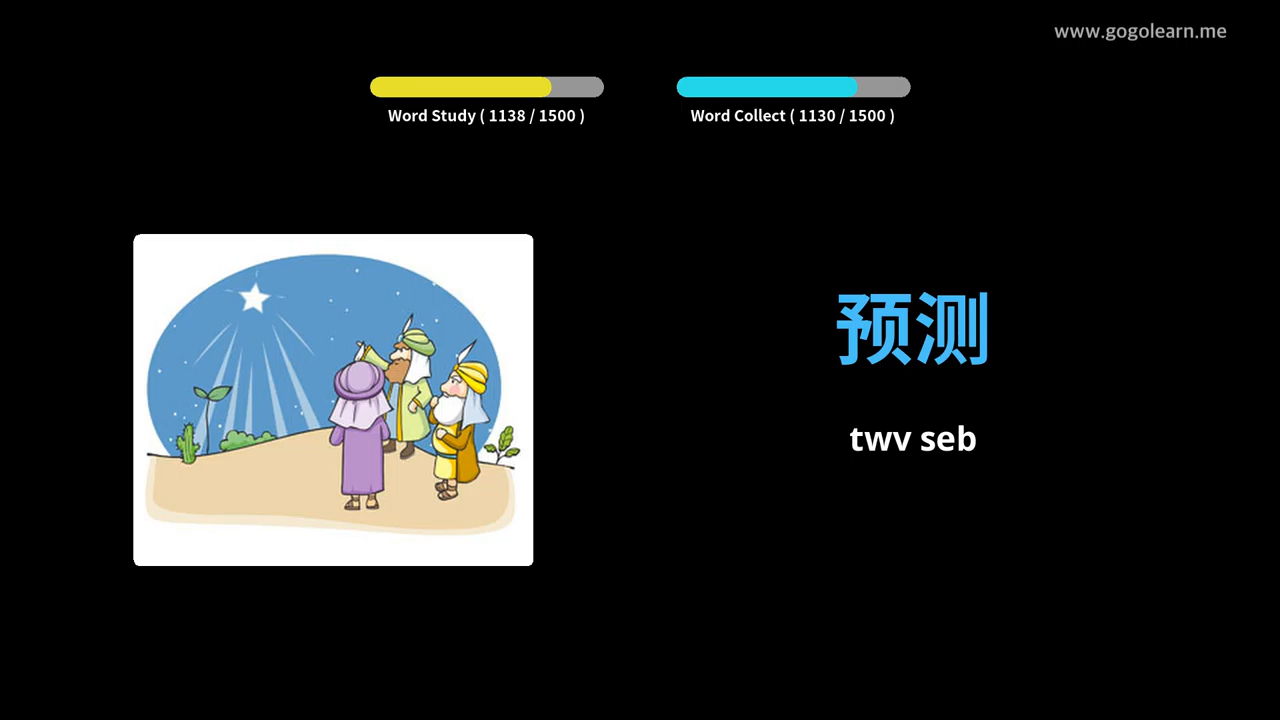 www.gogolearn.me
Word Study ( 1138 / 1500 )
Word Collect ( 1130 / 1500 )
预测
twv seb